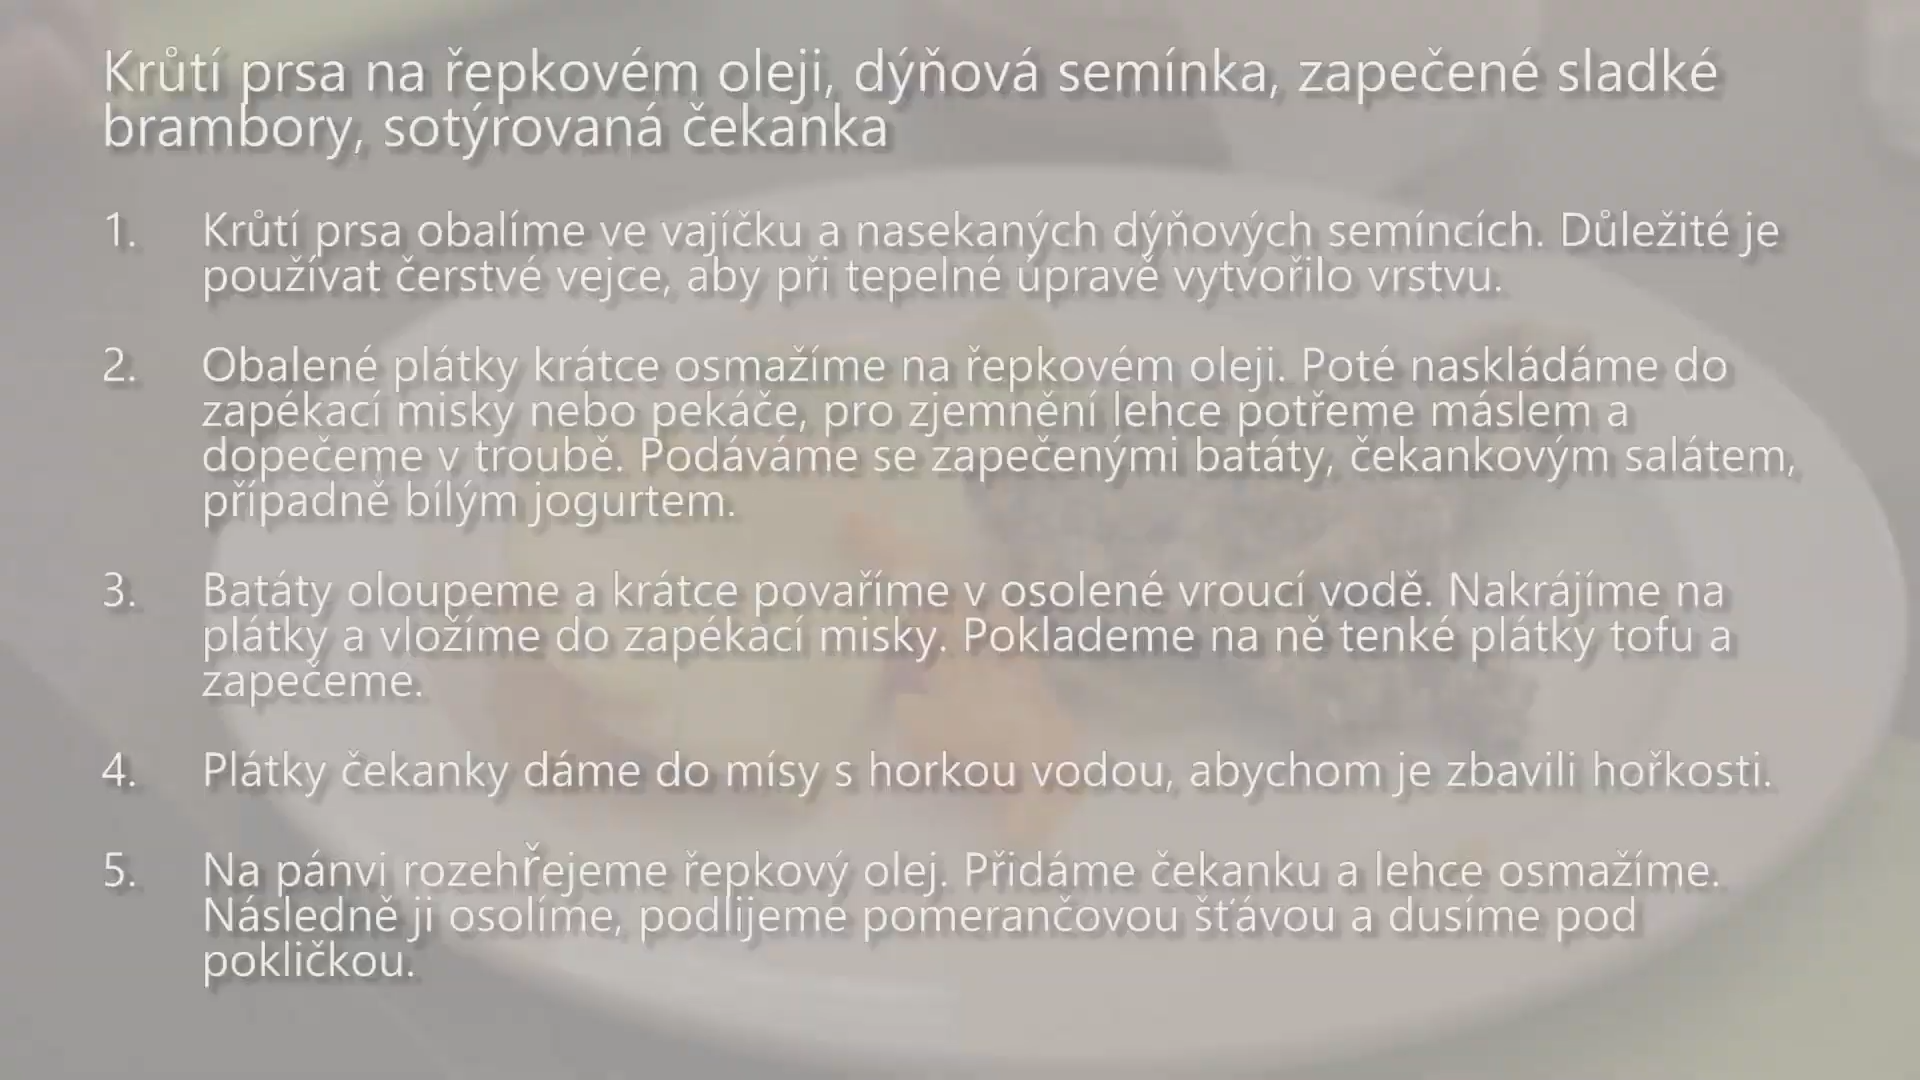 Krůtí prsa na řepkovém oleji, dýňová semínka, zapečené sladké
brambory, sotýrovaná čekanka
1. Krůtí prsa obalíme ve vajíčku a nasekaných dýňových semíncích. Důležité je
používat čerstvé vejce, aby při tepelné úpravě vytvořilo vrstvu.
2. Obalené plátky krátce osmažíme na řepkovém oleji. Poté naskládáme do
zapékací misky nebo pekáče, pro zjemnění lehce potřeme máslem a
dopečeme v troubě. Podáváme se zapečenými batáty, čekankovým salátem,
případně bílým jogurtem.
3. Batáty oloupeme a krátce povaříme v osolené vroucí vodě. Nakrájíme na
plátky a vložíme do zapékací misky. Poklademe na ně tenké plátky tofu a
zapečeme.
4. Plátky čekanky dáme do mísy s horkou vodou, abychom je zbavili hořkosti.
5. Na pánvi rozehřejeme řepkový olej. Přidáme čekanku a lehce osmažíme.
Následně ji osolíme, podlijeme pomerančovou šťávou a dusíme pod
pokličkou.